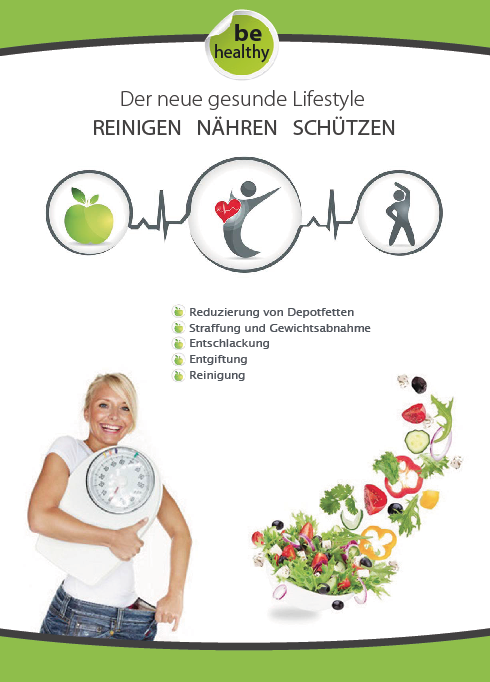 be
healthy
Der neue gesunde Lifestyle
REINIGEN NÄHREN SCHÜTZEN
Reduzierung von Depotfetten
Straffung und Gewichtsabnahme
Entschlackung
Entgiftung
Reinigung